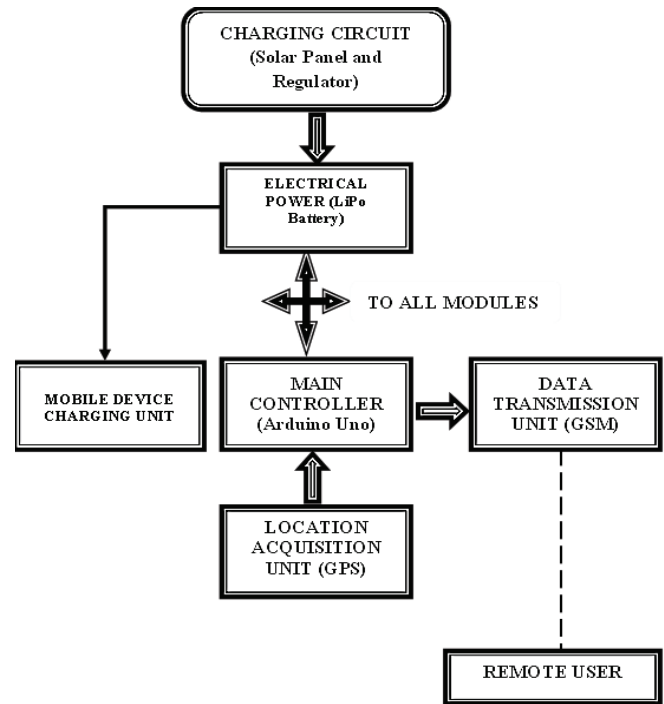 CHARGING CIRCUIT
(Solar Panel and
Regulator)
ELECTRICAL
POWER (LiPo
Battery)
TO ALL MODULES
MOBILE DEVICE
CHARGING UNIT
MAIN
CONTROLLER
(Arduino Uno)
DATA
TRANSMISSION
UNIT (GSM)
LOCATION
ACQUISITION
UNIT (GPS)
REMOTE USER